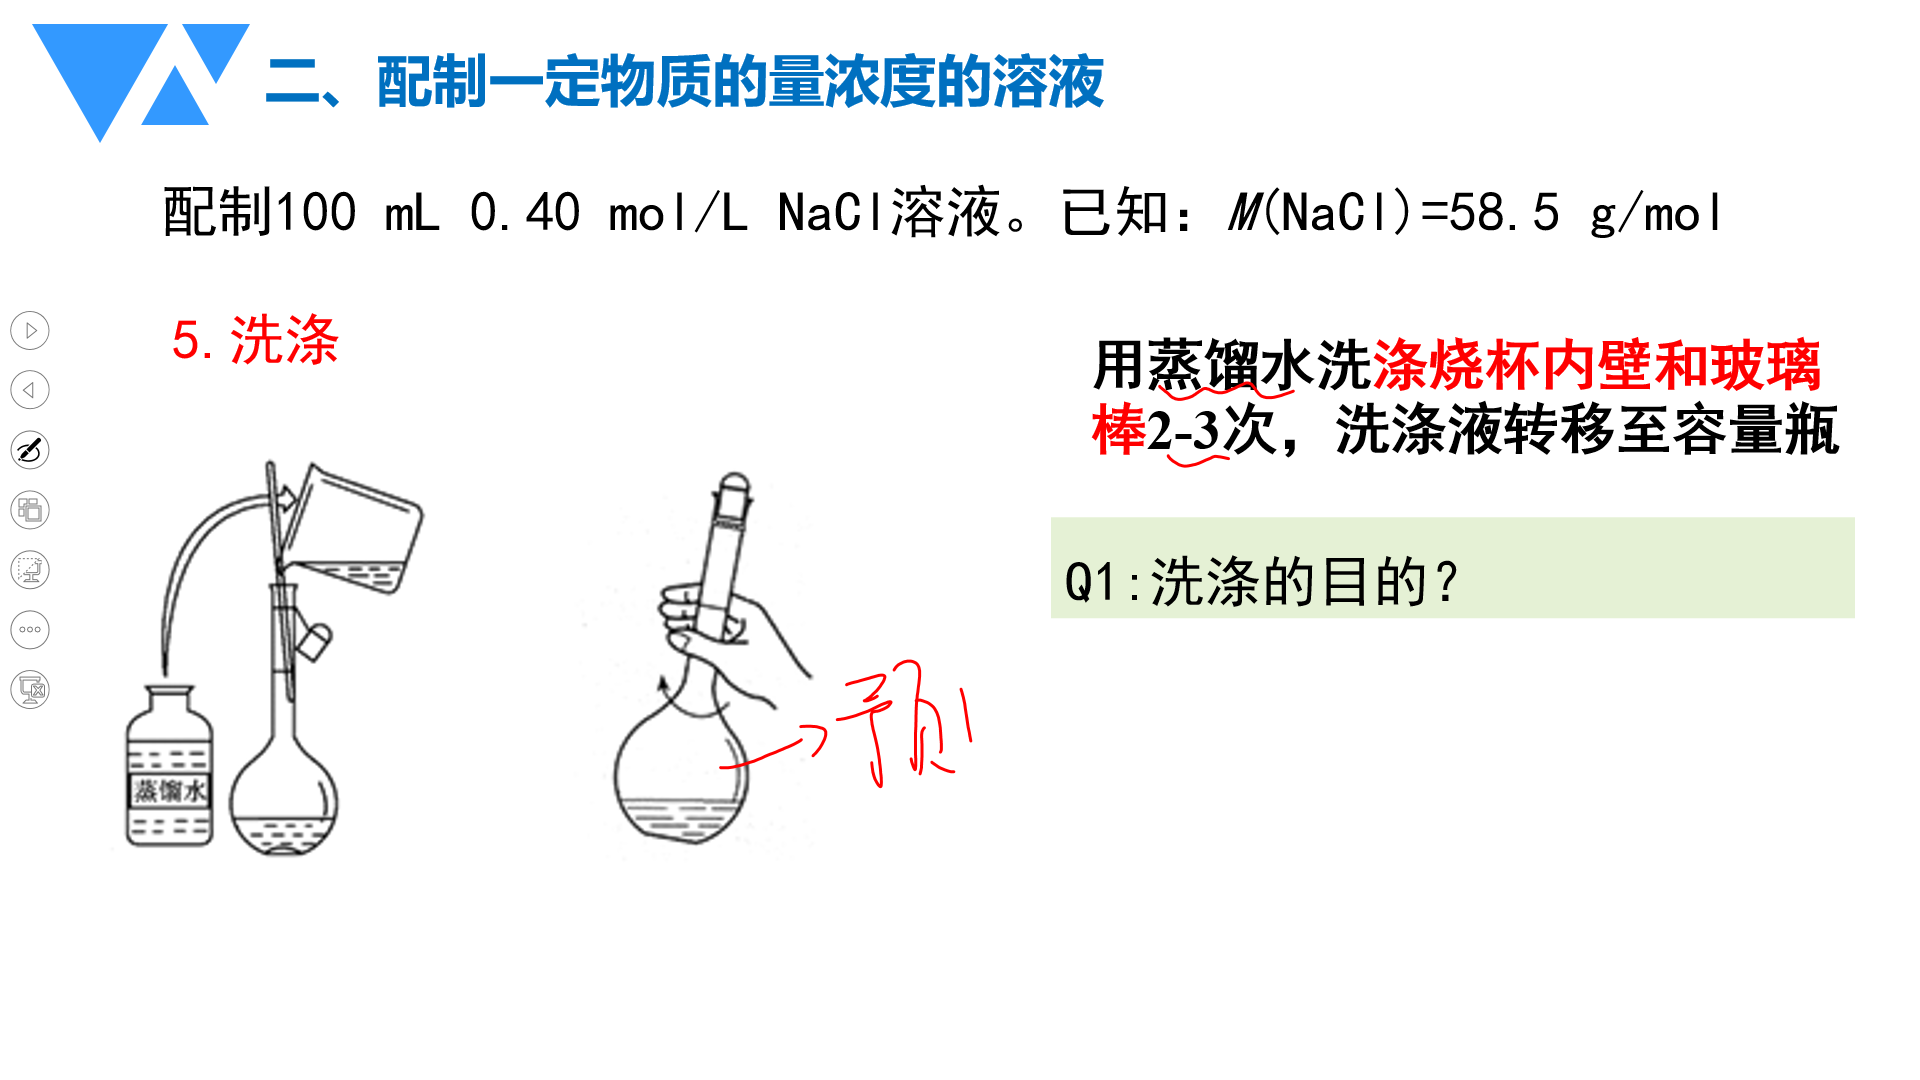 二、配制一定物质的量浓度的溶液
配制100 mL 0.40 mol/L NaCl溶液。已知：M(NaCl)=58.5 g/mol
5.洗涤
用蒸馏水洗涤烧杯内壁和玻璃
棒2-3次，洗涤液转移至容量瓶
Q1:洗涤的目的？
预
蒸馏水